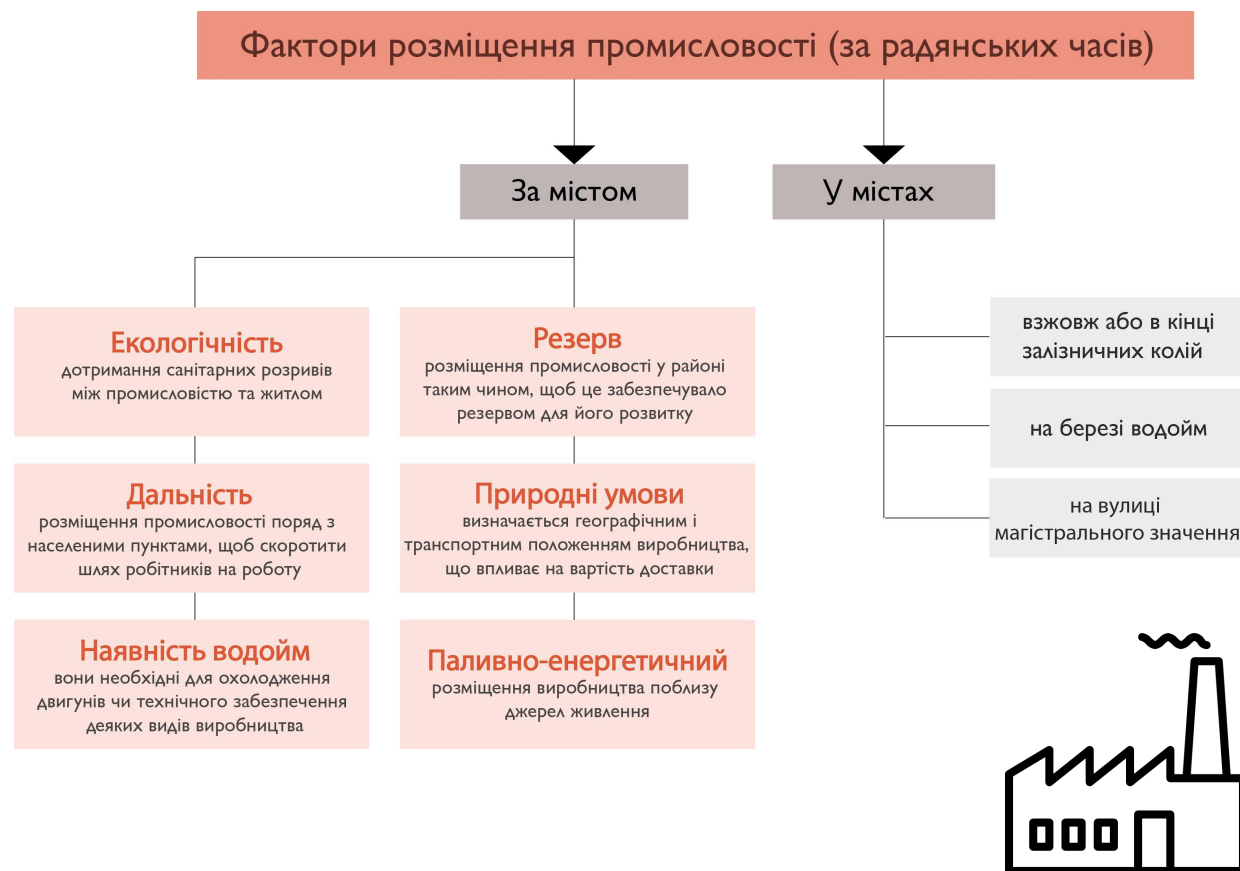 Фактори розміщення промисловості (за радянських часів)
За містом
У містах
Екологічність
дотримання санітарних розривів
між промисловістю та житлом
Дальність
розміщення промисловості поряд з
населеними пунктами, щоб скоротити
шлях робітників на роботу
Наявність водойм
вони необхідні для охолодження
двигунів чи технічного забезпечення
деяких видів виробництва
Резерв
розміщення промисловості у районі
таким чином, щоб це забезпечувало
резервом для його розвитку
Природні умови
визначається географічним і
транспортним положенням виробництва,
що впливає на вартість доставки
Паливно-енергетичний
розміщення виробництва поблизу
джерел живлення
взжовж або в кінці
залізничних колій
на березі водойм
на вулиці
магістрального значення